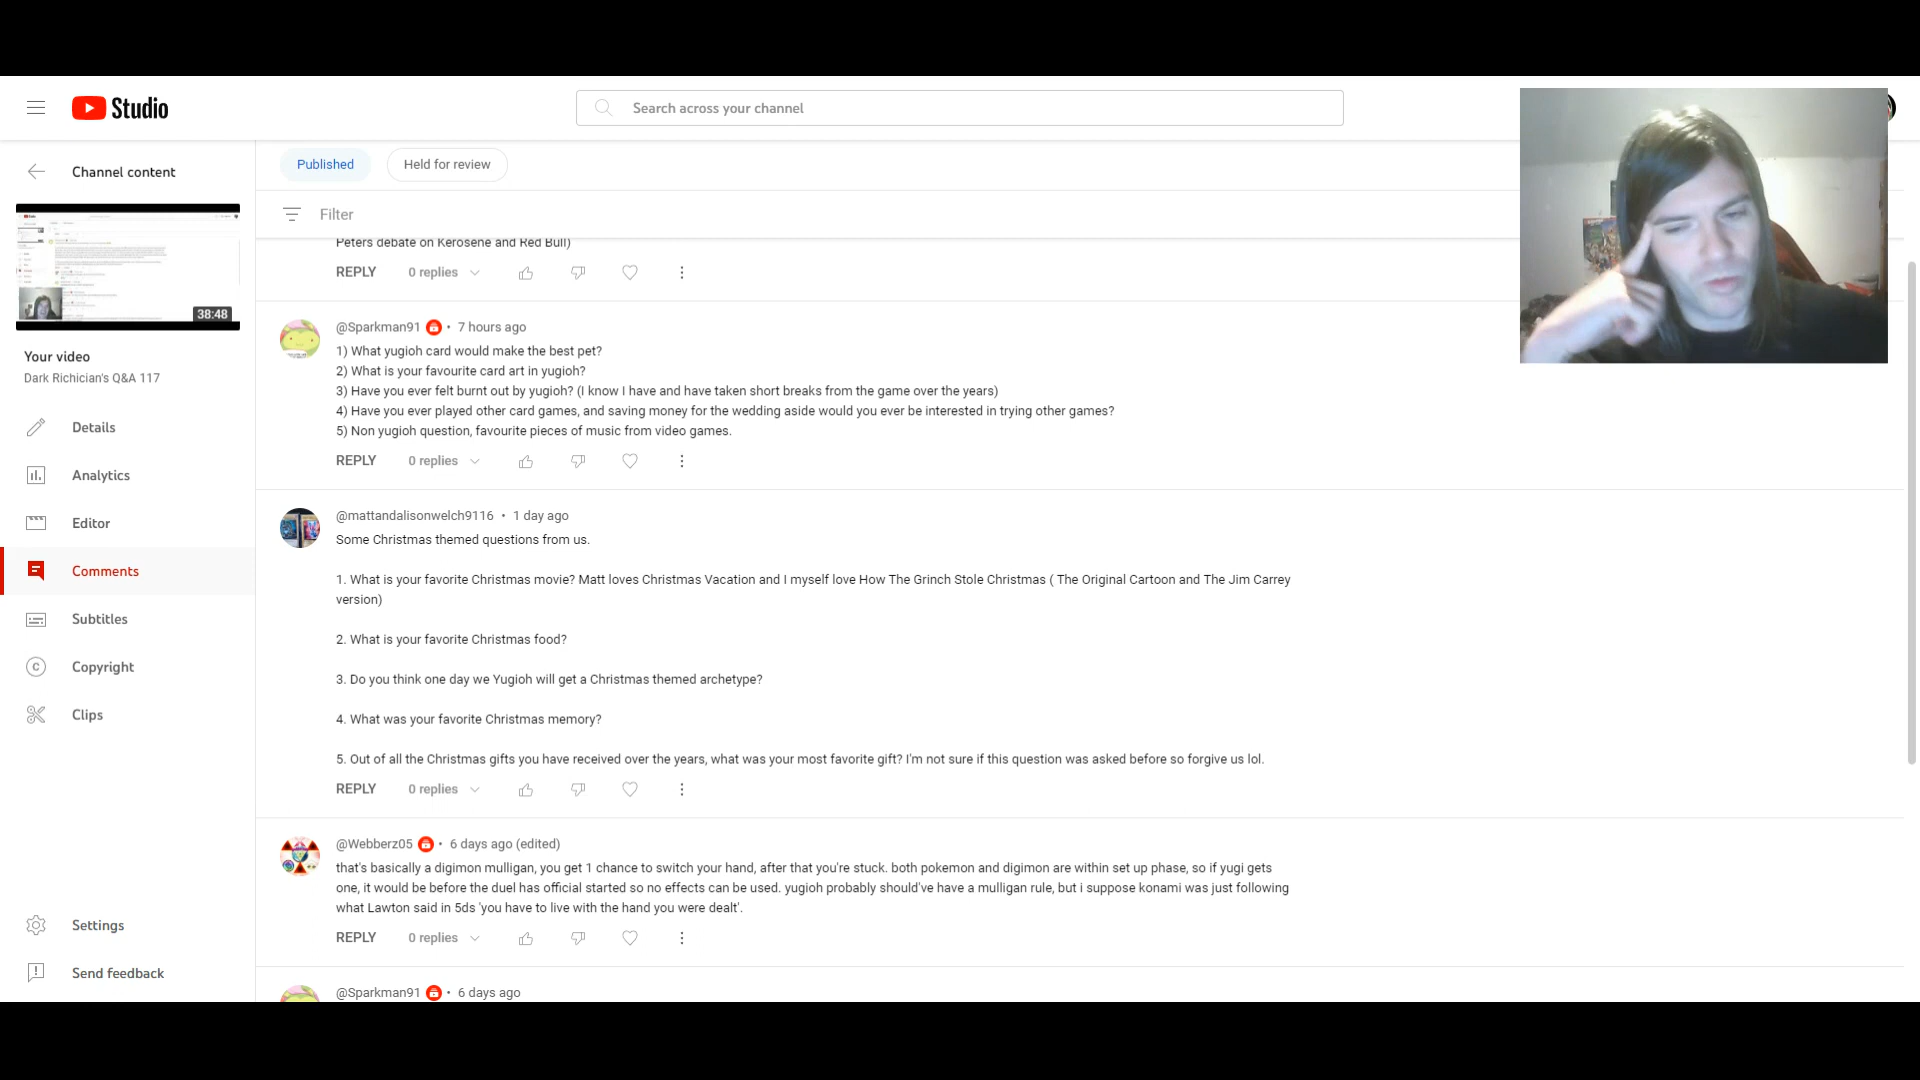 Studio
Search across your channel
Channel content
38:48
Your video
Dark Richician's Q&A 117
Details
Analytics
Editor
Comments
Subtitles
Copyright
Clips
Settings
Send feedback
Published
Held for review
Filter
Peters debate on Kerosene and Red Bull)
REPLY 0 replies
@Sparkman91 • 7 hours ago
1) What yugioh card would make the best pet?
2) What is your favourite card art in yugioh?
3) Have you ever felt burnt out by yugioh? (I know I have and have taken short breaks from the game over the years)
4) Have you ever played other card games, and saving money for the wedding aside would you ever be interested in trying other games?
5) Non yugioh question, favourite pieces of music from video games.
REPLY 0 replies
@mattandalisonwelch9116 • 1 day ago
Some Christmas themed questions from us.
1. What is your favorite Christmas movie? Matt loves Christmas Vacation and I myself love How The Grinch Stole Christmas ( The Original Cartoon and The Jim Carrey
version)
2. What is your favorite Christmas food?
3. Do you think one day we Yugioh will get a Christmas themed archetype?
4. What was your favorite Christmas memory?
5. Out of all the Christmas gifts you have received over the years, what was your most favorite gift? I'm not sure if this question was asked before so forgive us lol.
REPLY 0 replies
@Webberz05 • 6 days ago (edited)
that's basically a digimon mulligan, you get 1 chance to switch your hand, after that you're stuck. both pokemon and digimon are within set up phase, so if yugi gets
one, it would be before the duel has official started so no effects can be used. yugioh probably should've have a mulligan rule, but i suppose konami was just following
what Lawton said in 5ds 'you have to live with the hand you were dealt'.
REPLY 0 replies
@Sparkman91 • 6 days ago